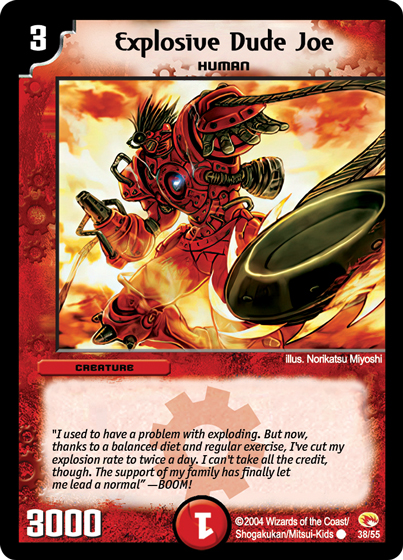 3
Explosive Dude Joe
HUMAN
illus. Norikatsu Miyoshi
CREATURE
"I used to have a problem with exploding. But now,
thanks to a balanced diet and regular exercise, I've cut my
explosion rate to twice a day. I can't take all the credit,
though. The support of my family has finally let
me lead a normal" —BOOM!
3000
1
©2004 Wizards of the Coast/
Shogakukan/Mitsui-Kids
38/55